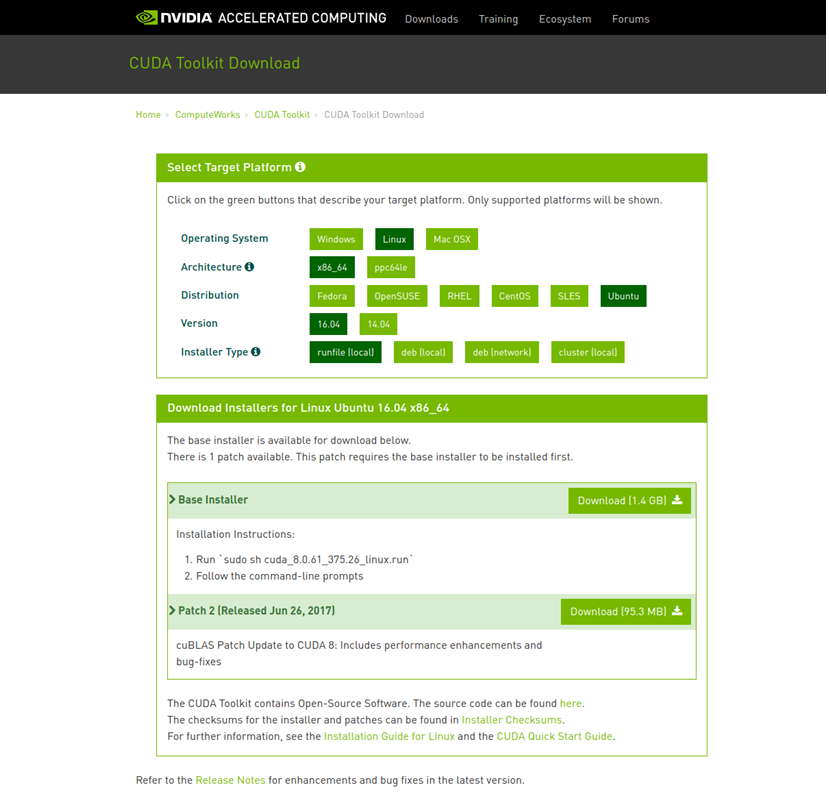 NVIDIA ACCELERATED COMPUTING Downloads Training Ecosystem Forums
CUDA Toolkit Download
Home > ComputeWorks > CUDA Toolkit > CUDA Toolkit Download
Select Target Platform
Click on the green buttons that describe your target platform. Only supported platforms will be shown.
Operating System Windows Linux Mac OSX
Architecture x86_64 ppc64le
Distribution Fedora OpenSUSE RHEL CentOS SLES Ubuntu
Version 16.04 14.04
Installer Type runfile (local) deb (local) deb (network) cluster (local)
Download Installers for Linux Ubuntu 16.04 x86_64
The base installer is available for download below.
There is 1 patch available. This patch requires the base installer to be installed first.
Base Installer Download (1.4 GB)
Installation Instructions:
1. Run `sudo sh cuda_8.0.61_375.26_linux.run`
2. Follow the command-line prompts
Patch 2 (Released Jun 26, 2017) Download (95.3 MB)
cuBLAS Patch Update to CUDA 8: Includes performance enhancements and
bug-fixes
The CUDA Toolkit contains Open-Source Software. The source code can be found here.
The checksums for the installer and patches can be found in Installer Checksums.
For further information, see the Installation Guide for Linux and the CUDA Quick Start Guide.
Refer to the Release Notes for enhancements and bug fixes in the latest version.